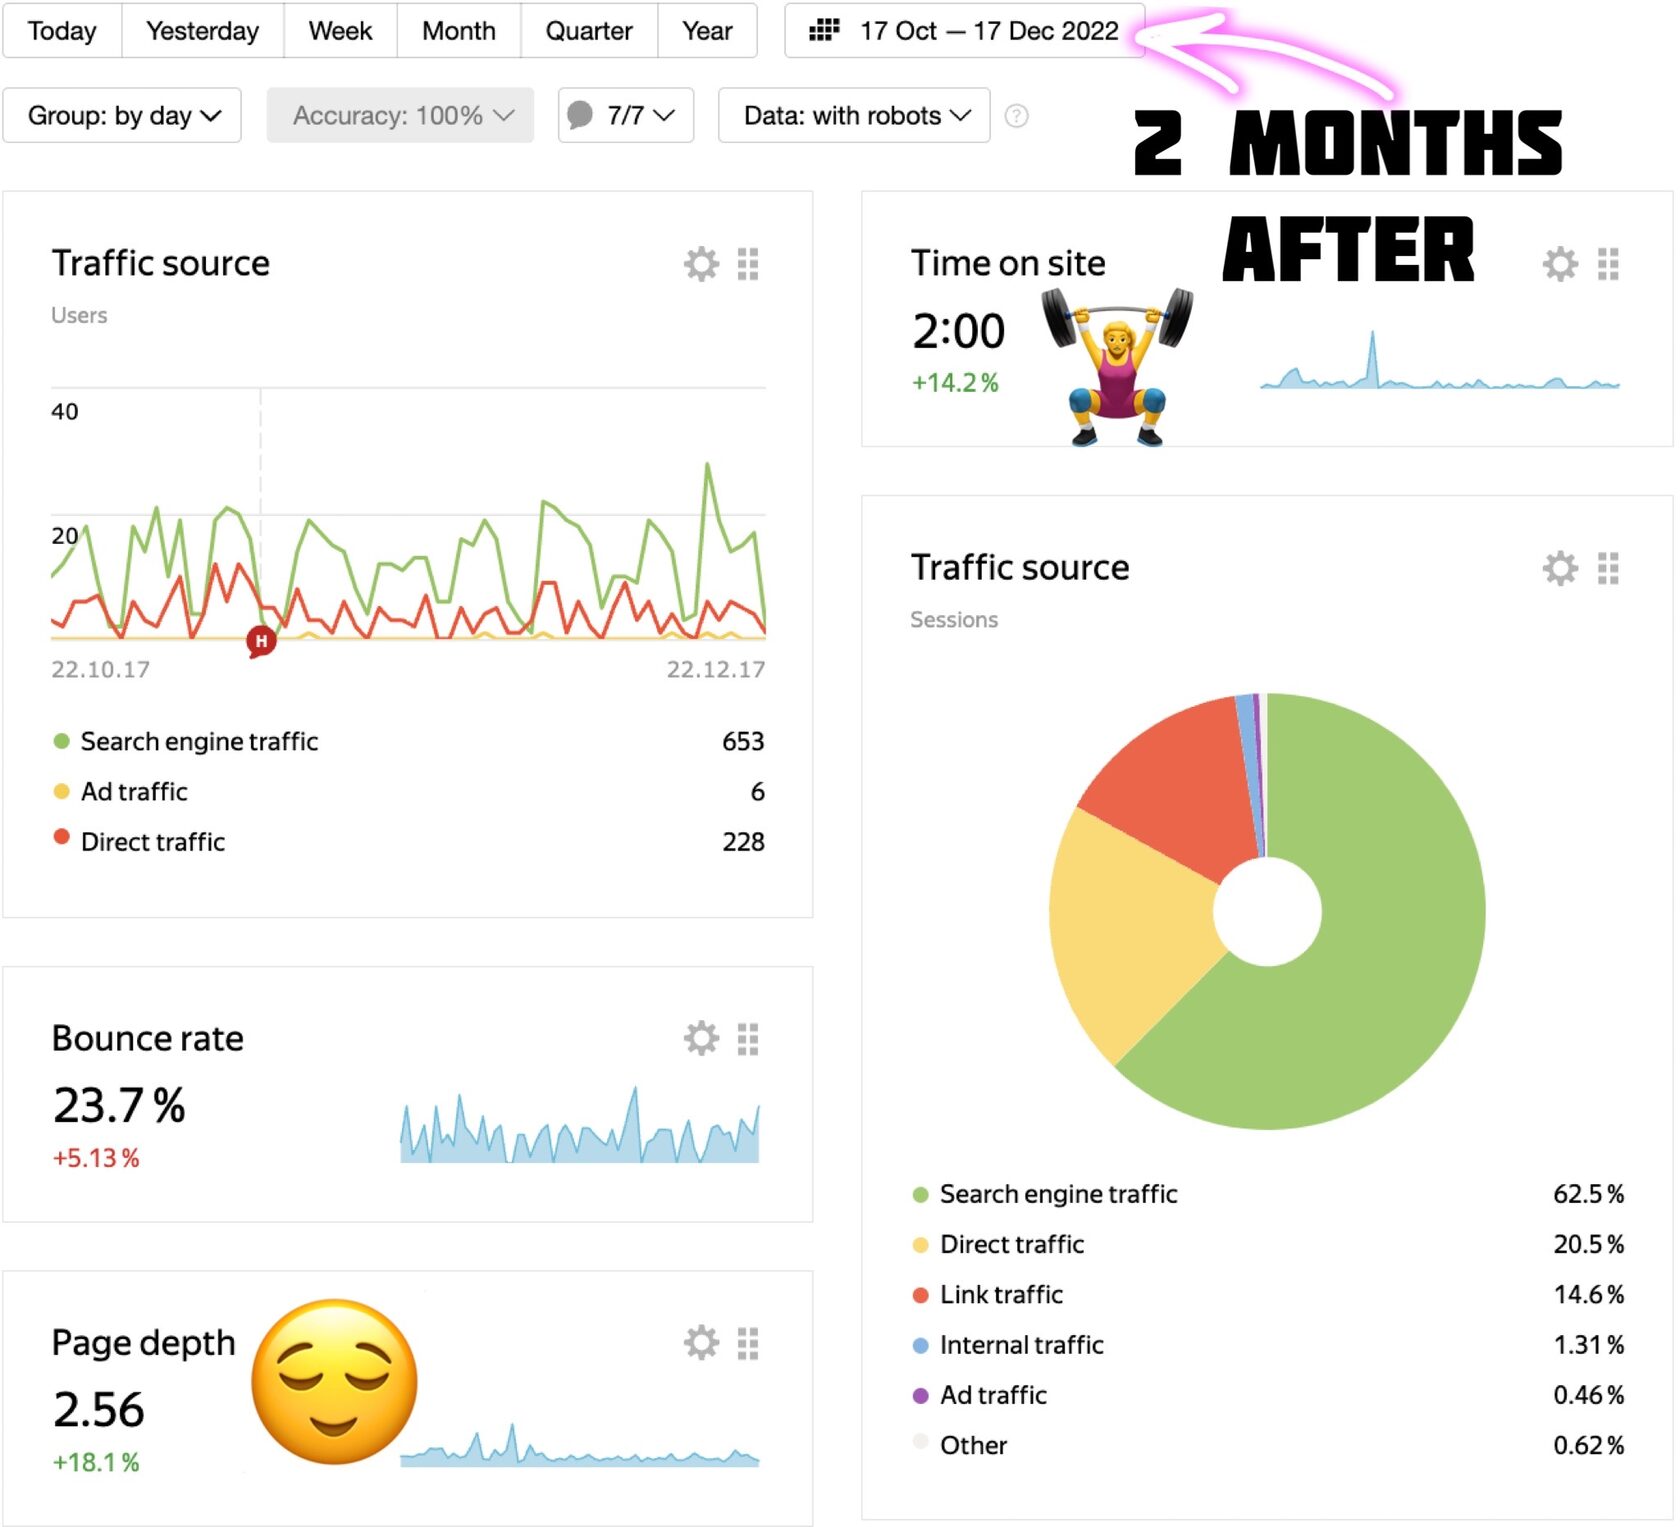 Today Yesterday Week Month Quarter Year 17 Oct — 17 Dec 2022
Group: by day Accuracy: 100% 7/7 Data: with robots ?
2 MONTHS
AFTER
Traffic source
Users
40
20
H
22.10.17 22.12.17
Search engine traffic 653
Ad traffic 6
Direct traffic 228
Time on site
2:00
+14.2 %
Traffic source
Sessions
Search engine traffic 62.5 %
Direct traffic 20.5 %
Link traffic 14.6 %
Internal traffic 1.31 %
Ad traffic 0.46 %
Other 0.62 %
Bounce rate
23.7 %
+5.13 %
Page depth
2.56
+18.1 %